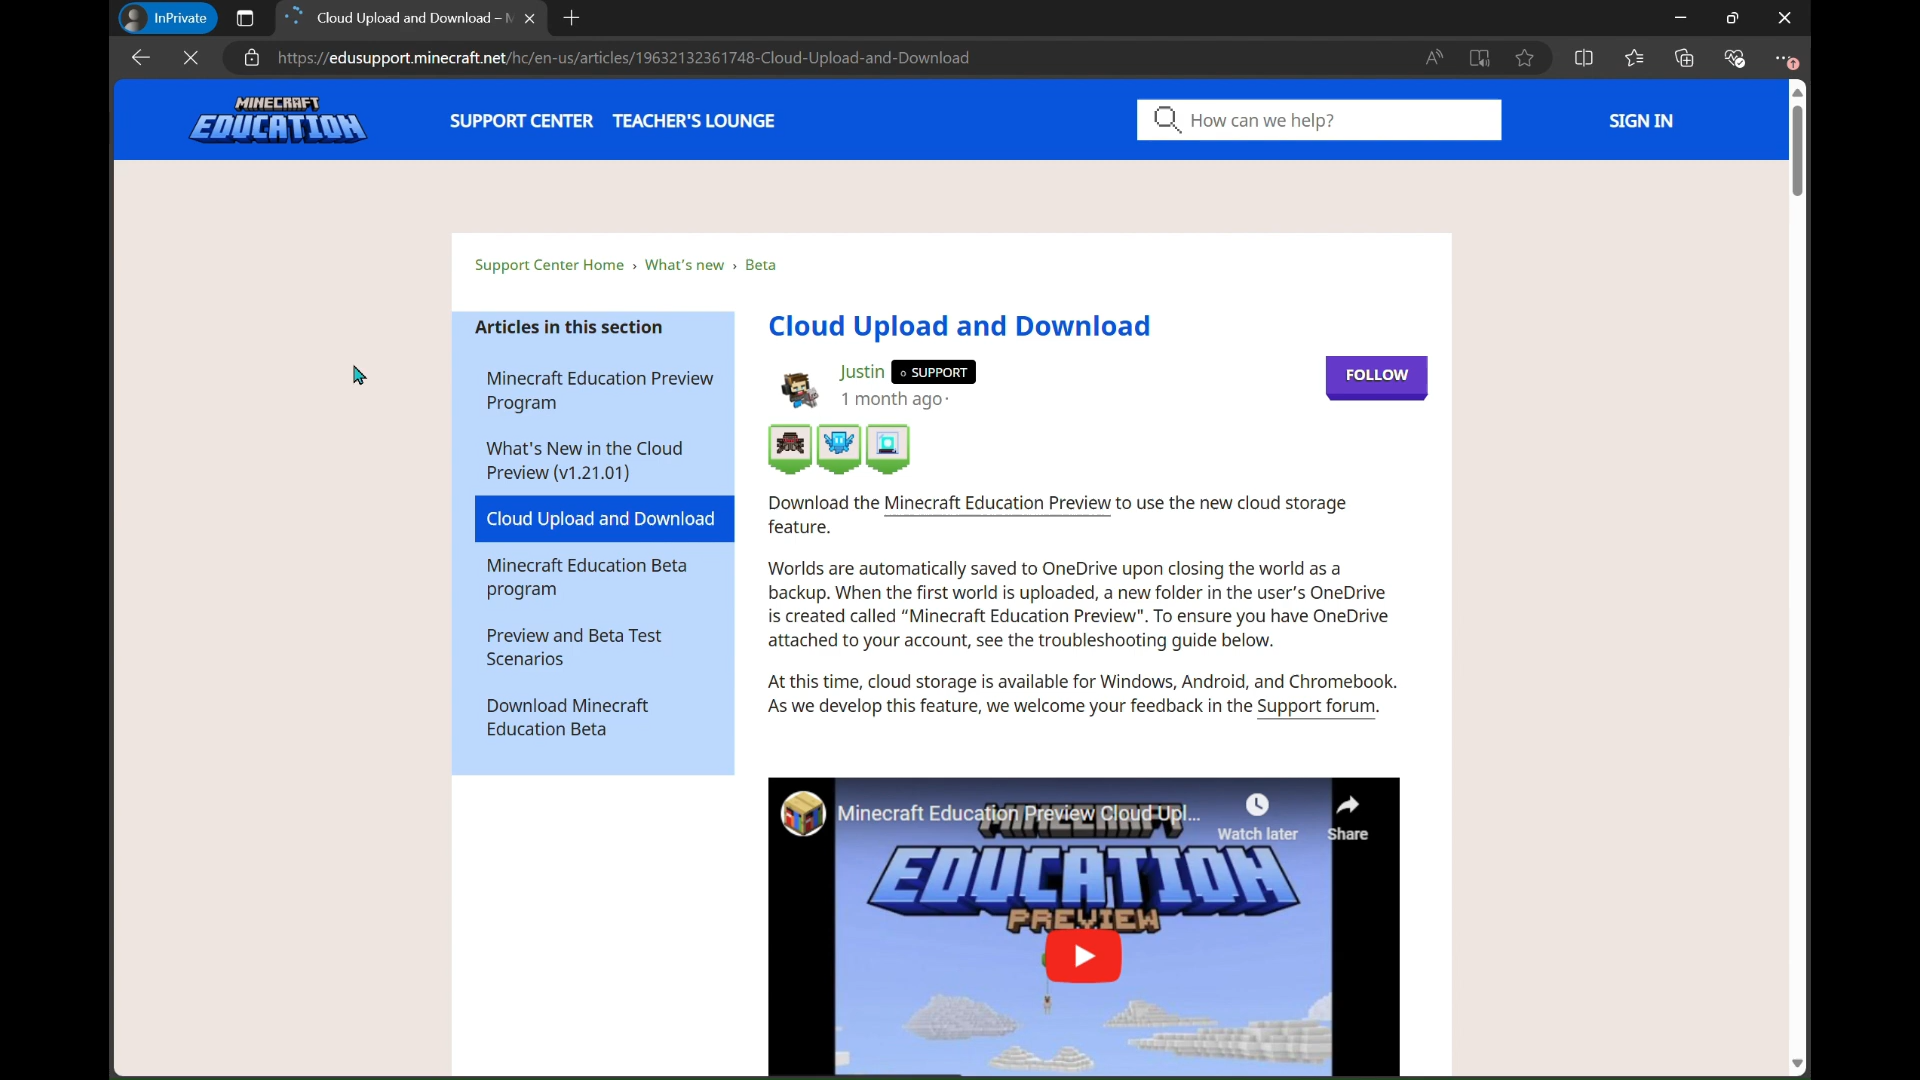 InPrivate
Cloud Upload and Download –
https://edusupport.minecraft.net/hc/en-us/articles/19632132361748-Cloud-Upload-and-Download
MINECRAFT
EDUCATION
SUPPORT CENTER
TEACHER'S LOUNGE
How can we help?
SIGN IN
Support Center Home › What's new › Beta
Articles in this section
Minecraft Education Preview
Program
What's New in the Cloud
Preview (v1.21.01)
Cloud Upload and Download
Minecraft Education Beta
program
Preview and Beta Test
Scenarios
Download Minecraft
Education Beta
Cloud Upload and Download
Justin
SUPPORT
1 month ago ·
FOLLOW
Download the Minecraft Education Preview to use the new cloud storage
feature.
Worlds are automatically saved to OneDrive upon closing the world as a
backup. When the first world is uploaded, a new folder in the user’s OneDrive
is created called “Minecraft Education Preview". To ensure you have OneDrive
attached to your account, see the troubleshooting guide below.
At this time, cloud storage is available for Windows, Android, and Chromebook.
As we develop this feature, we welcome your feedback in the Support forum.
Minecraft Education Preview Cloud Upl...
Watch later
Share
MINECRAFT
EDUCATION
PREVIEW